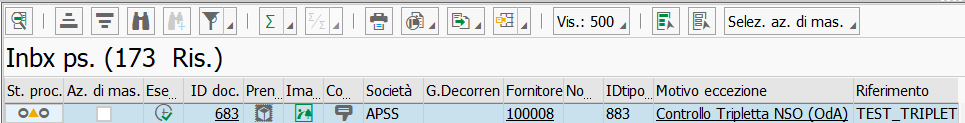 Vis.: 500 Selez. az. di mas.
Inbx ps. (173 Ris.)
St. proc. Az. di mas. Ese... ID doc. Pren... Ima... Co... Società G.Decorren Fornitore No... IDtipo... Motivo eccezione Riferimento
683 APSS 100008 883 Controllo Tripletta NSO (OdA) TEST_TRIPLET